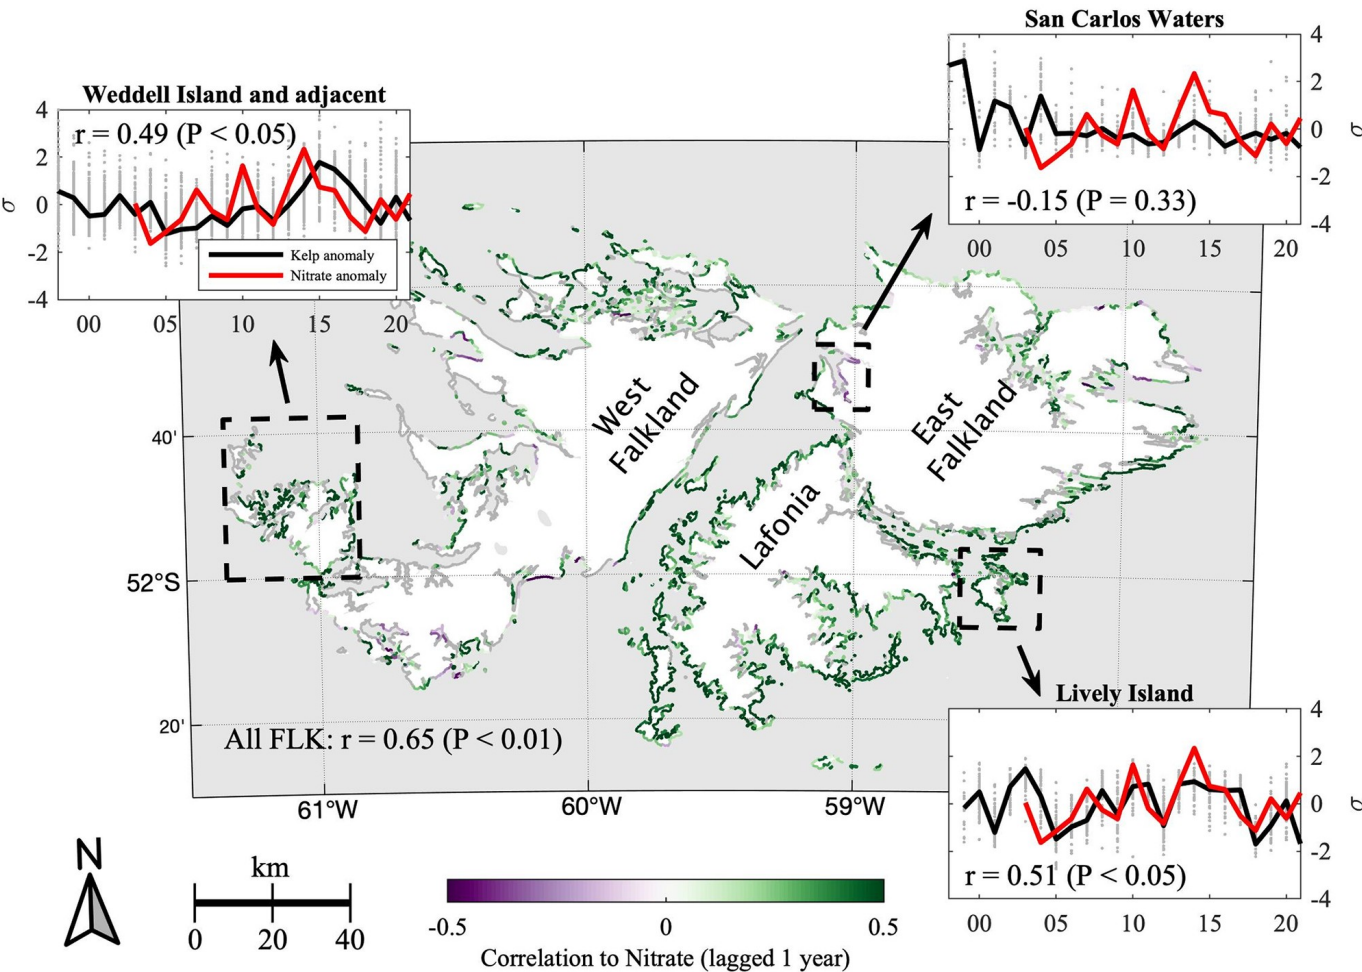 San Carlos Waters
4
2
0
-2
-4
σ
r = -0.15 (P = 0.33)
00
05
10
15
20
Weddell Island and adjacent
4
2
0
-2
-4
σ
r = 0.49 (P < 0.05)
Kelp anomaly
Nitrate anomaly
00
05
10
15
20
West
Falkland
East
Falkland
Lafonia
40'
52°S
20'
All FLK: r = 0.65 (P < 0.01)
61°W
60°W
59°W
Lively Island
4
2
0
-2
-4
σ
r = 0.51 (P < 0.05)
00
05
10
15
20
N
km
0
20
40
-0.5
0
0.5
Correlation to Nitrate (lagged 1 year)